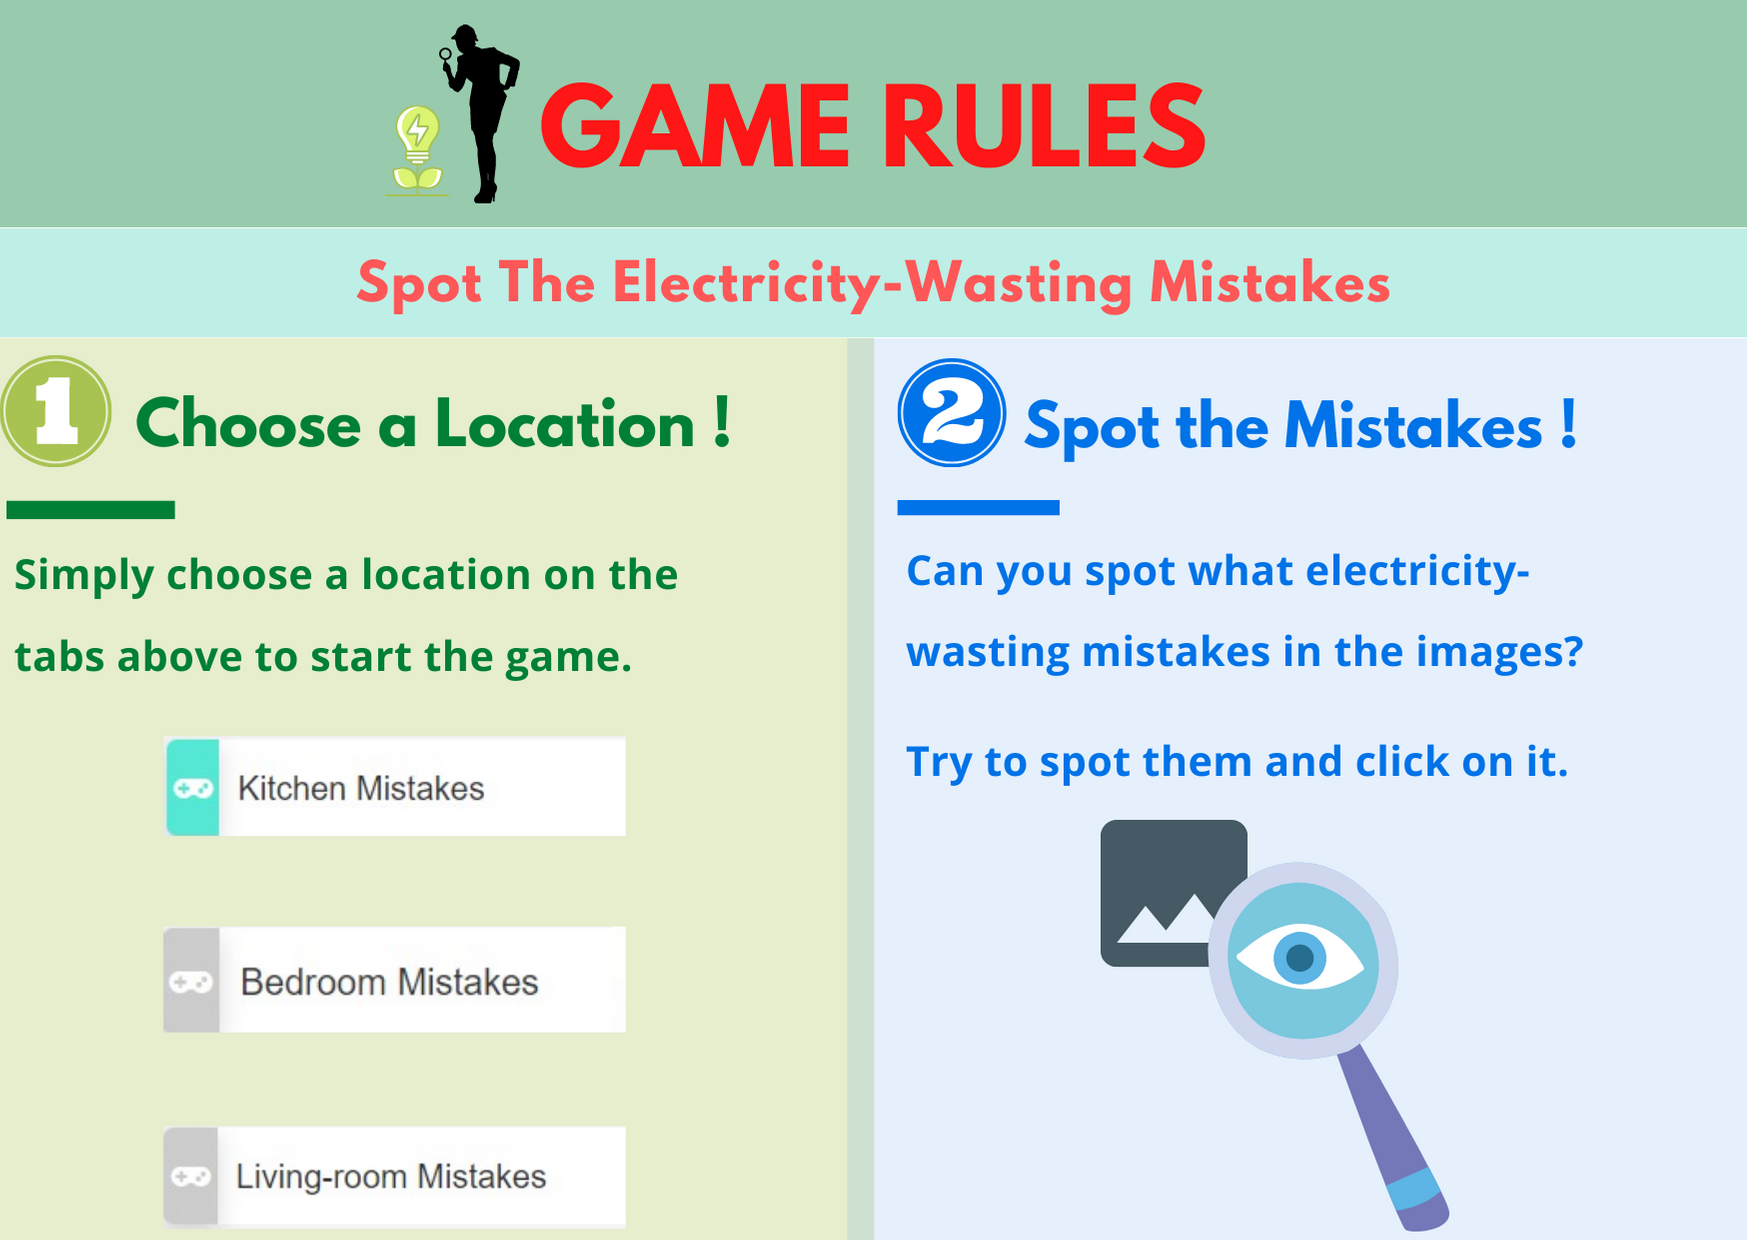 GAME RULES
Spot The Electricity-Wasting Mistakes
1 Choose a Location !
Simply choose a location on the
tabs above to start the game.
Kitchen Mistakes
Bedroom Mistakes
Living-room Mistakes
2 Spot the Mistakes !
Can you spot what electricity-
wasting mistakes in the images?
Try to spot them and click on it.